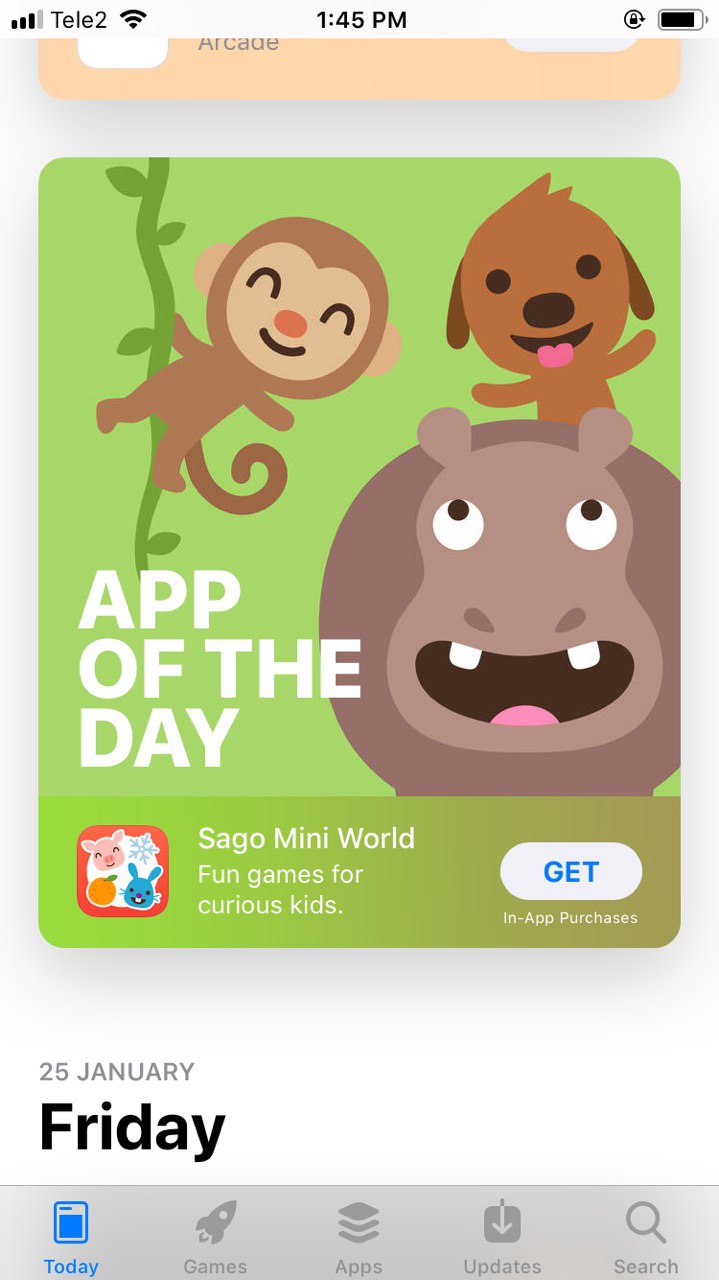 Tele2
1:45 PM
Arcade
APP
OF THE
DAY
Sago Mini World
Fun games for
curious kids.
GET
In-App Purchases
25 JANUARY
Friday
Today
Games
Apps
Updates
Search